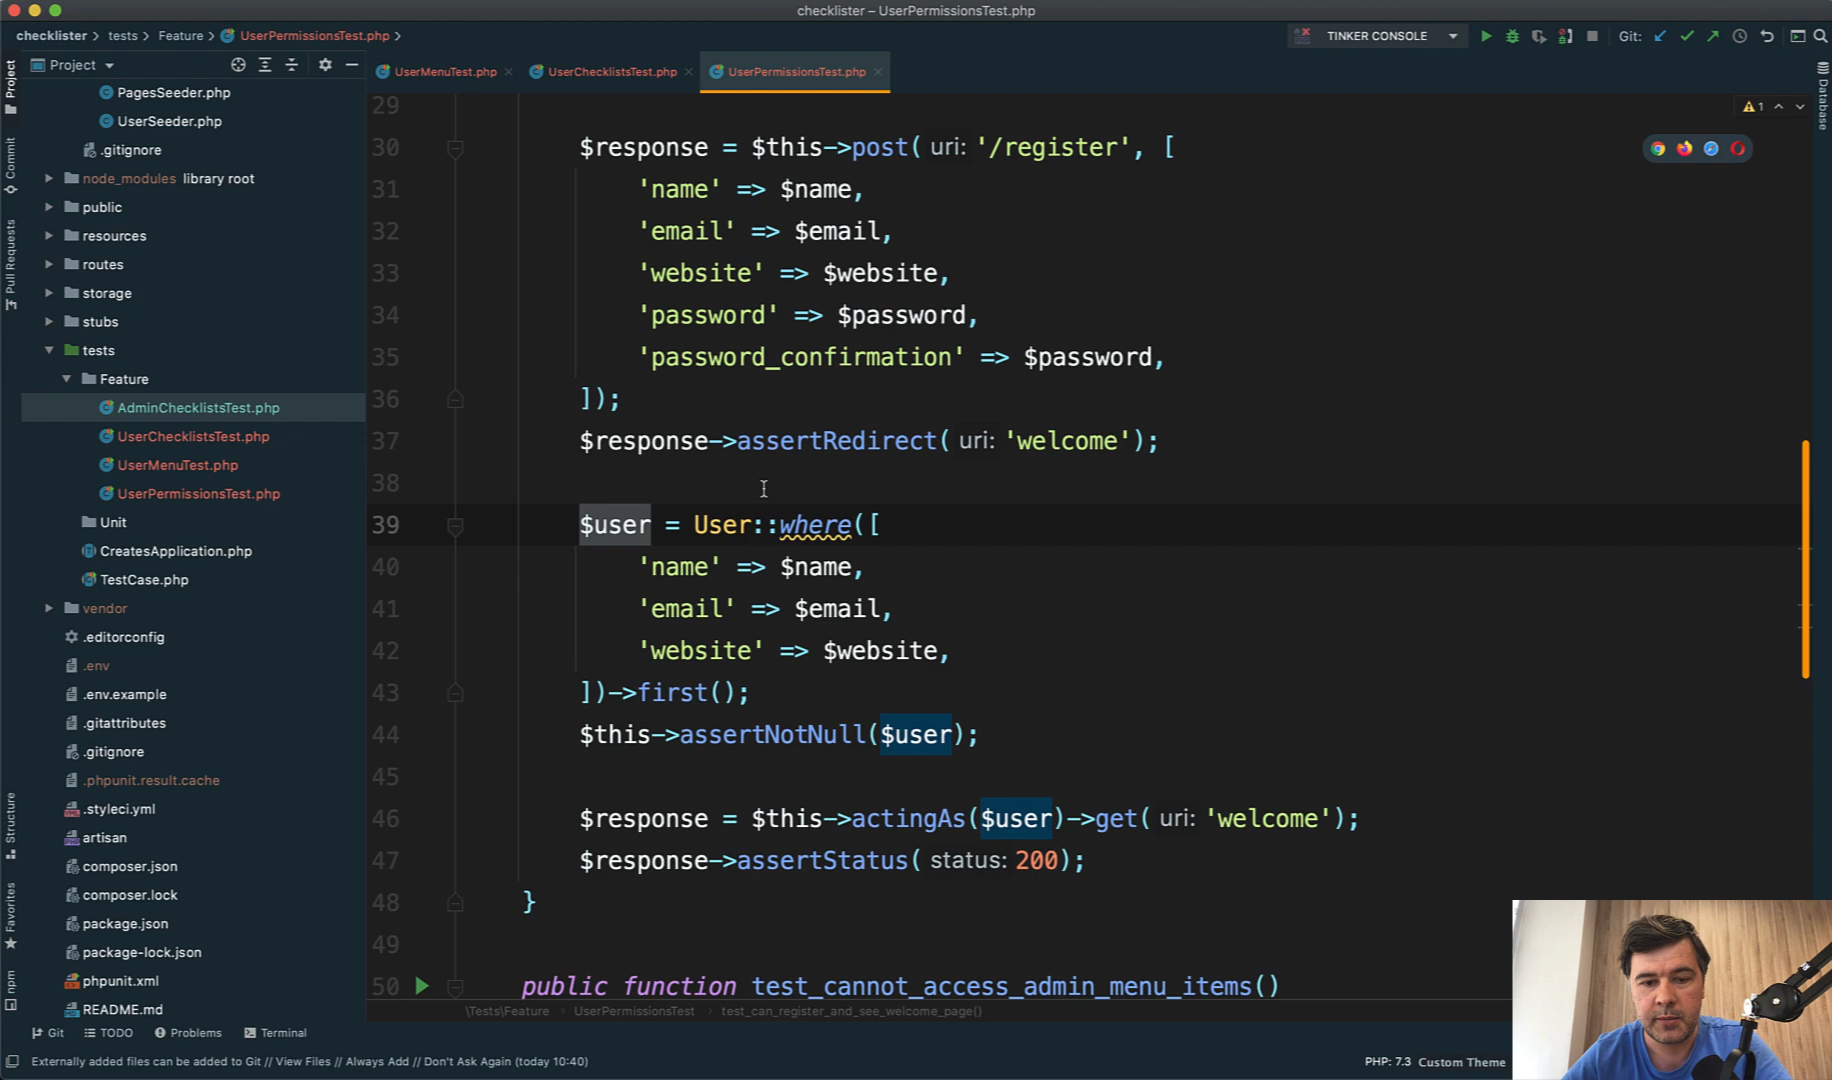 checklister – UserPermissionsTest.php
checklister > tests > Feature > UserPermissionsTest.php >
TINKER CONSOLE
Git:
Project
UserMenuTest.php
UserChecklistsTest.php
UserPermissionsTest.php
Project
Commit
Pull Requests
Structure
Favorites
npm
Database
PagesSeeder.php
UserSeeder.php
.gitignore
node_modules library root
public
resources
routes
storage
stubs
tests
Feature
AdminChecklistsTest.php
UserChecklistsTest.php
UserMenuTest.php
UserPermissionsTest.php
Unit
CreatesApplication.php
TestCase.php
vendor
.editorconfig
.env
.env.example
.gitattributes
.gitignore
.phpunit.result.cache
.styleci.yml
artisan
composer.json
composer.lock
package.json
package-lock.json
phpunit.xml
README.md
1
29
30 $response = $this->post( uri: '/register', [
31 'name' => $name,
32 'email' => $email,
33 'website' => $website,
34 'password' => $password,
35 'password_confirmation' => $password,
36 ]);
37 $response->assertRedirect( uri: 'welcome');
38
39 $user = User::where([
40 'name' => $name,
41 'email' => $email,
42 'website' => $website,
43 ])->first();
44 $this->assertNotNull($user);
45
46 $response = $this->actingAs($user)->get( uri: 'welcome');
47 $response->assertStatus( status: 200);
48 }
49
50 public function test_cannot_access_admin_menu_items()
\Tests\Feature > UserPermissionsTest > test_can_register_and_see_welcome_page()
Git TODO Problems Terminal
Externally added files can be added to Git // View Files // Always Add // Don't Ask Again (today 10:40)
PHP: 7.3 Custom Theme